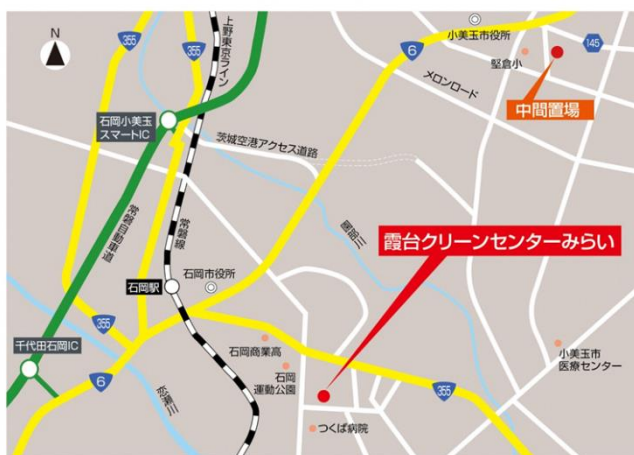 N
355
355
上野東京ライン
6
小美玉市役所
堅倉小
145
中間置場
メロンロード
石岡小美玉
スマートIC
茨城空港アクセス道路
園部川
常磐自動車道
常磐線
霞台クリーンセンターみらい
石岡市役所
石岡駅
355
千代田石岡IC
6
恋瀬川
石岡商業高
石岡
運動公園
355
小美玉市
医療センター
つくば病院